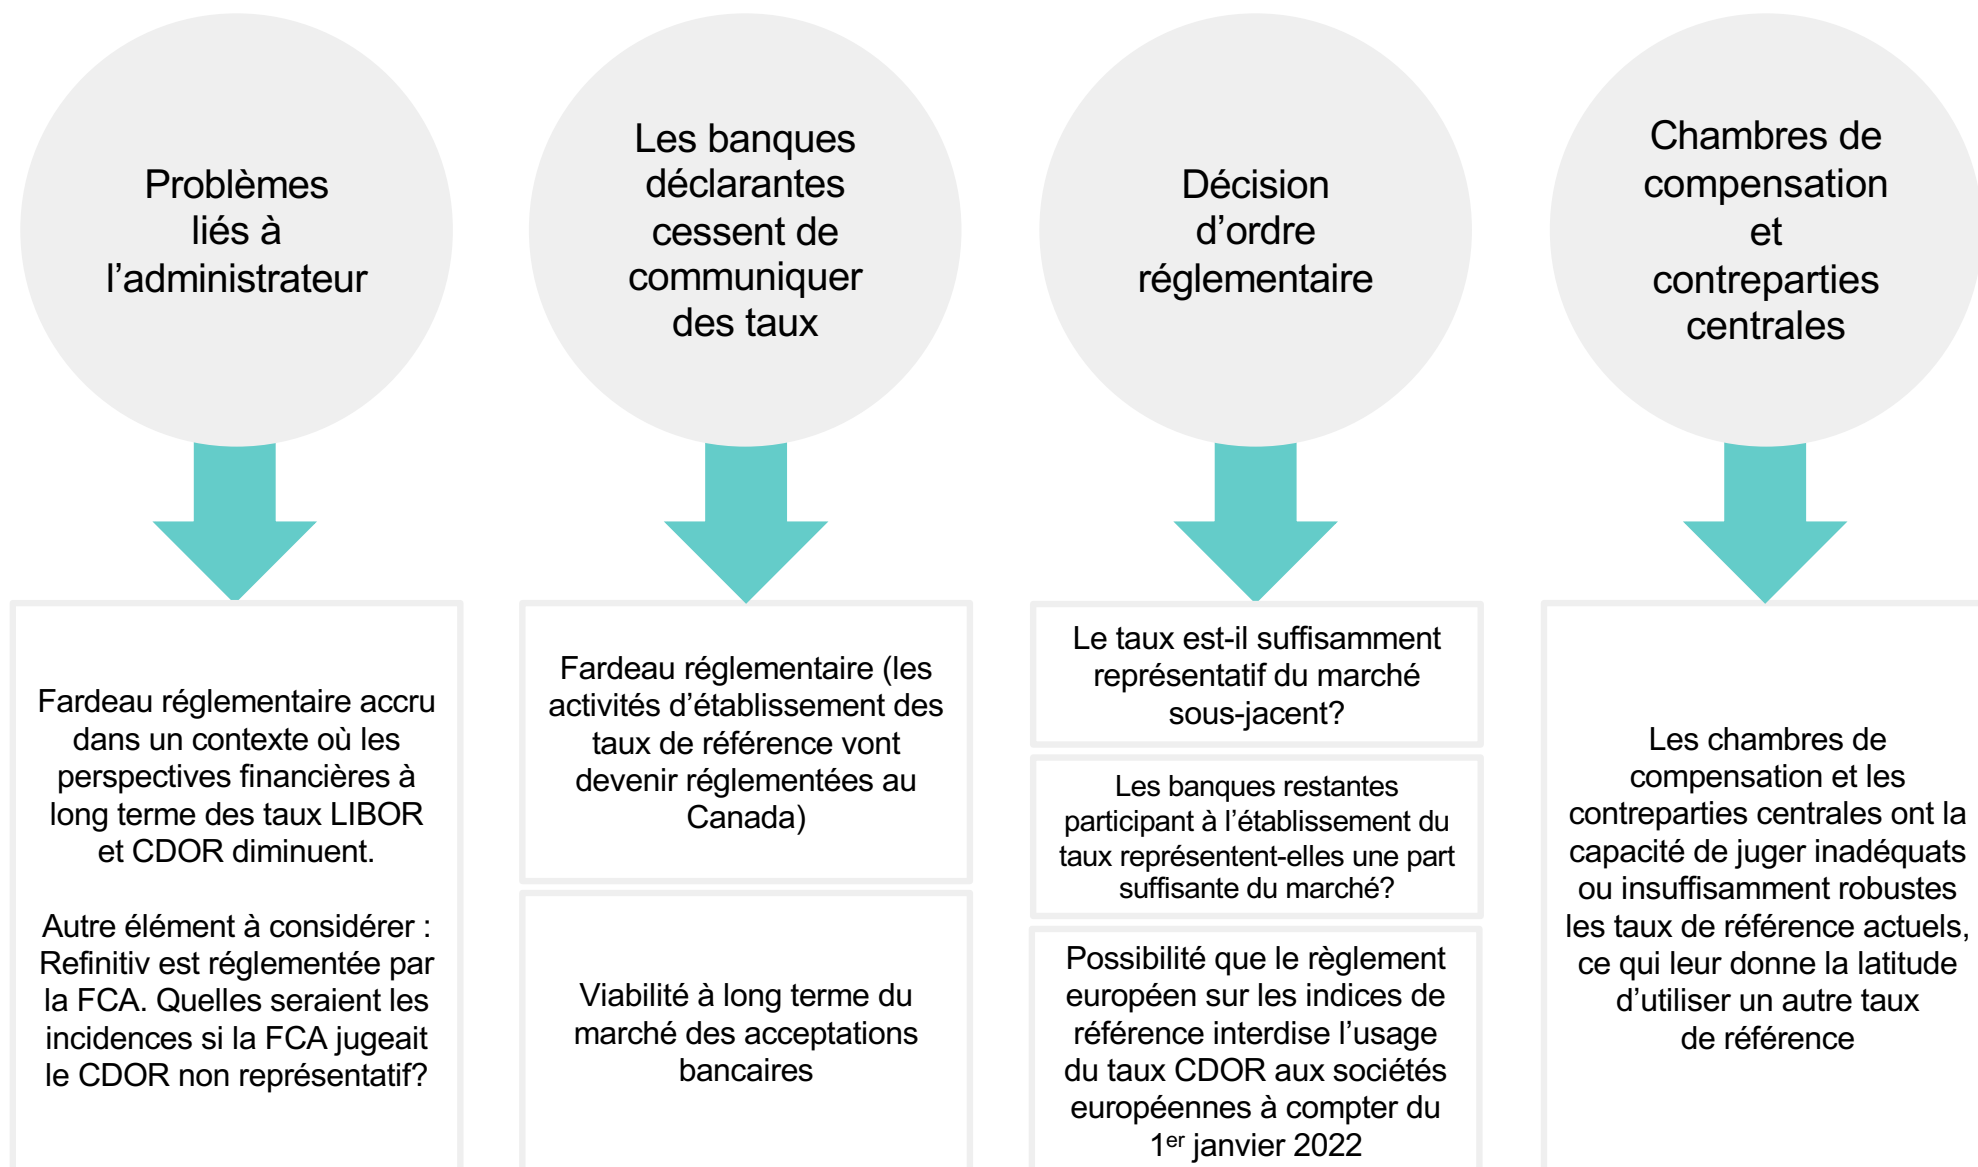 Problèmes
liés à
l’administrateur
Les banques
déclarantes
cessent de
communiquer
des taux
Décision
d’ordre
réglementaire
Chambres de
compensation
et
contreparties
centrales
Fardeau réglementaire accru
dans un contexte où les
perspectives financières à
long terme des taux LIBOR
et CDOR diminuent.
Autre élément à considérer :
Refinitiv est réglementée par
la FCA. Quelles seraient les
incidences si la FCA jugeait
le CDOR non représentatif?
Fardeau réglementaire (les
activités d’établissement des
taux de référence vont
devenir réglementées au
Canada)
Viabilité à long terme du
marché des acceptations
bancaires
Le taux est-il suffisamment
représentatif du marché
sous-jacent?
Les banques restantes
participant à l’établissement du
taux représentent-elles une part
suffisante du marché?
Possibilité que le règlement
européen sur les indices de
référence interdise l’usage
du taux CDOR aux sociétés
européennes à compter du
1er janvier 2022
Les chambres de
compensation et les
contreparties centrales ont la
capacité de juger inadéquats
ou insuffisamment robustes
les taux de référence actuels,
ce qui leur donne la latitude
d’utiliser un autre taux
de référence